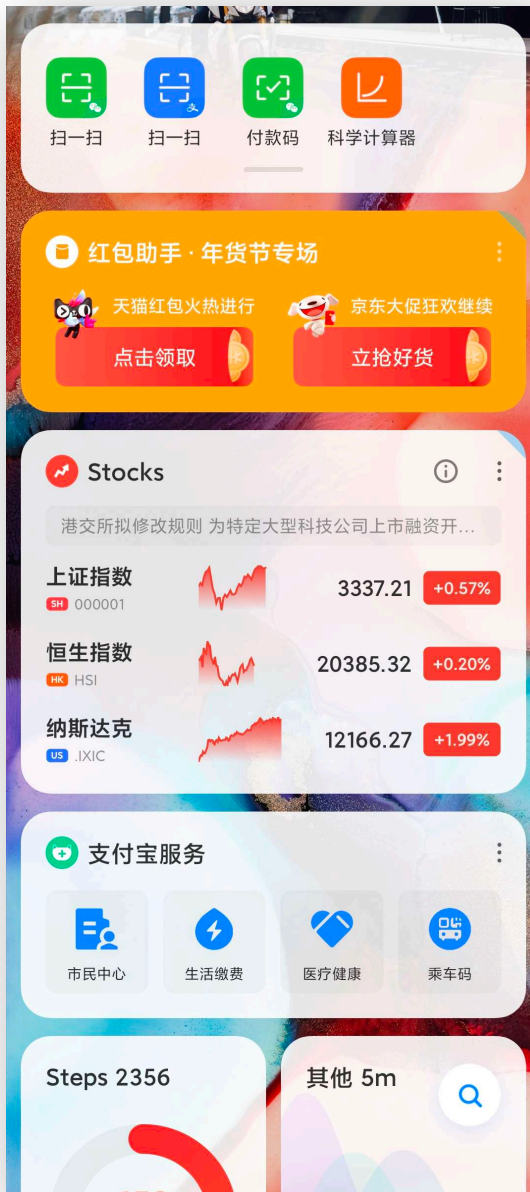 扫一扫 扫一扫 付款码 科学计算器
红包助手·年货节专场
天猫红包火热进行 京东大促狂欢继续
点击领取 立抢好货
Stocks
港交所拟修改规则 为特定大型科技公司上市融资开…
上证指数
SH 000001
3337.21 +0.57%
恒生指数
HK HSI
20385.32 +0.20%
纳斯达克
US .IXIC
12166.27 +1.99%
支付宝服务
市民中心 生活缴费 医疗健康 乘车码
Steps 2356
其他 5m